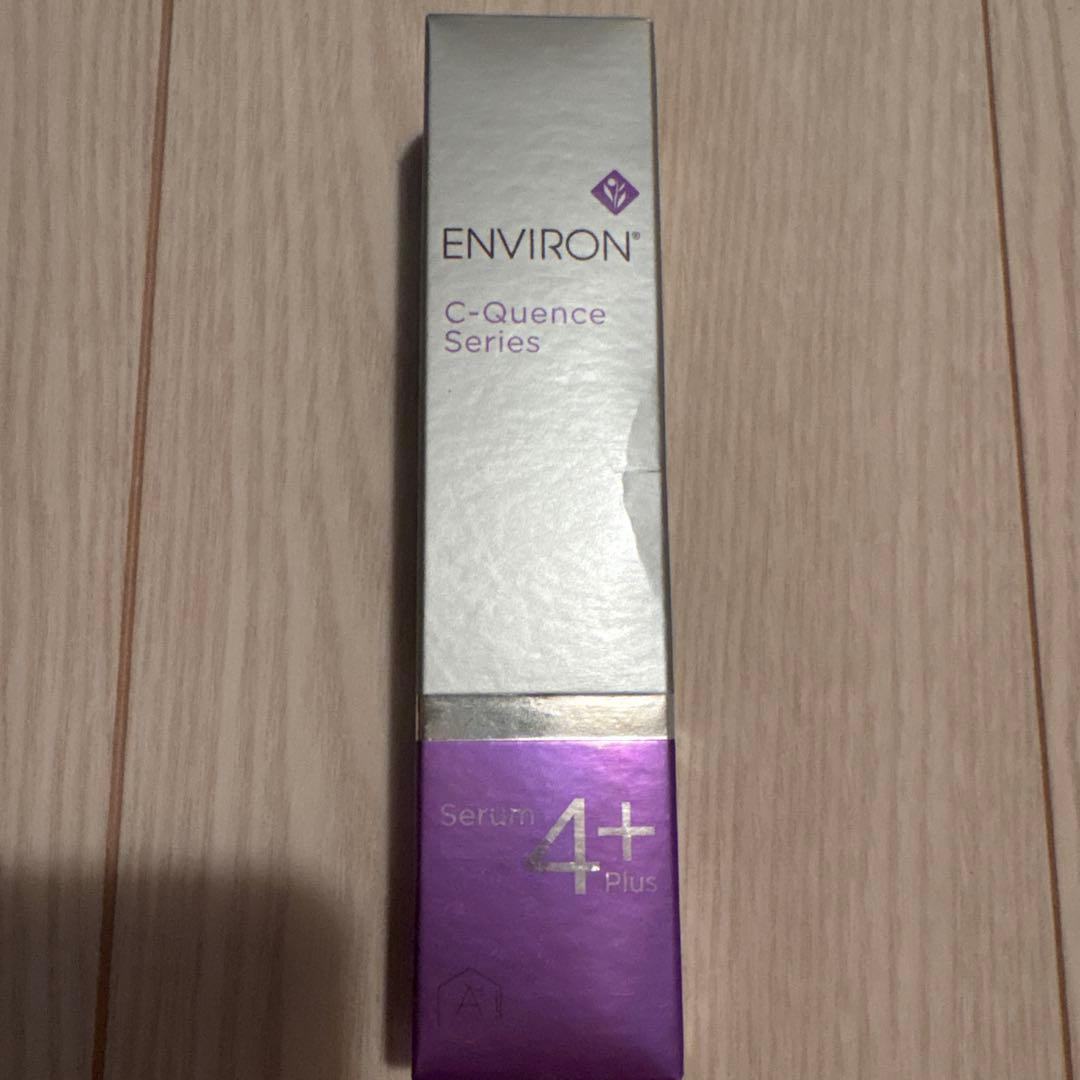 ENVIRON®
C-Quence
Series
Serum 4+
Plus
A